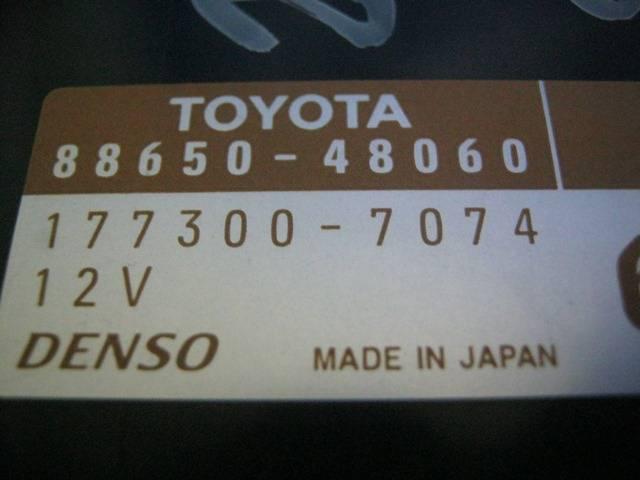 TOYOTA
88650-48060
177300-7074
12V
DENSO
MADE IN JAPAN